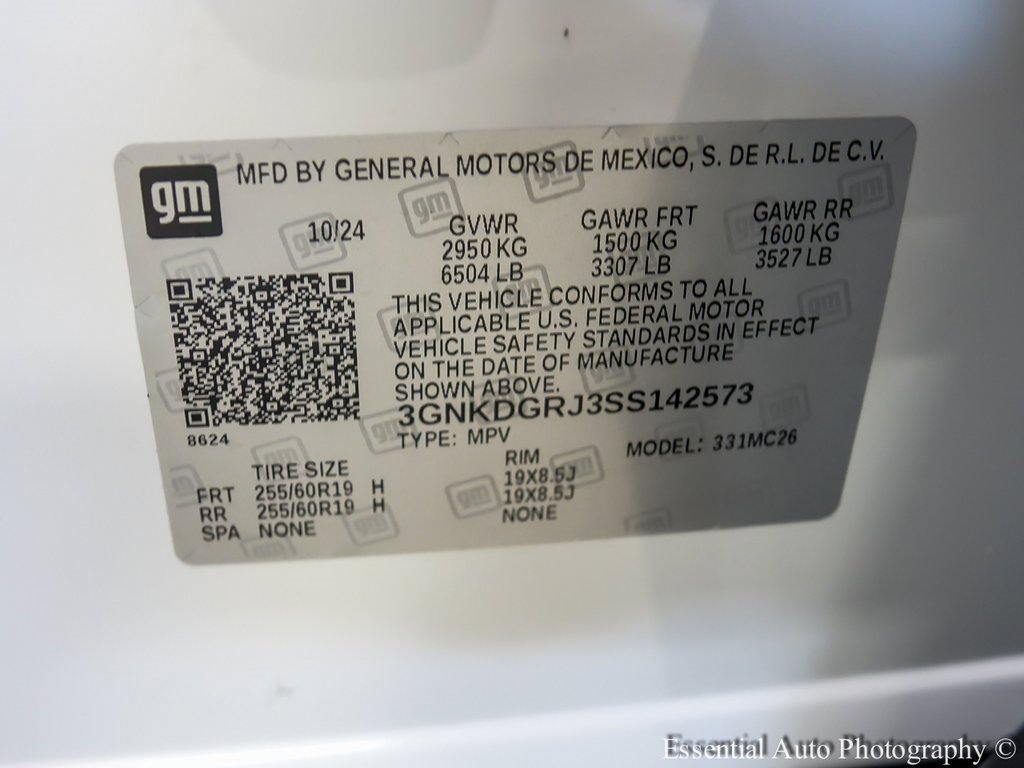 gm
MFD BY GENERAL MOTORS DE MEXICO, S. DE R.L. DE C.V.
10/24
GVWR GAWR FRT GAWR RR
2950 KG 1500 KG 1600 KG
6504 LB 3307 LB 3527 LB
THIS VEHICLE CONFORMS TO ALL
APPLICABLE U.S. FEDERAL MOTOR
VEHICLE SAFETY STANDARDS IN EFFECT
ON THE DATE OF MANUFACTURE
SHOWN ABOVE.
3GNKDGRJ3SS142573
8624
TYPE: MPV MODEL: 331MC26
TIRE SIZE RIM
FRT 255/60R19 H 19X8.5J
RR 255/60R19 H 19X8.5J
SPA NONE NONE
Essential Auto Photography ©